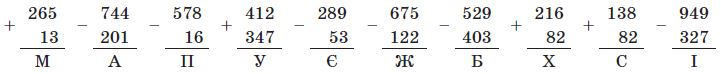 + 265 − 744 − 578 + 412 − 289 − 675 − 529 + 216 + 138 − 949
13 201 16 347 53 122 403 82 82 327
М А П У Є Ж Б Х С І